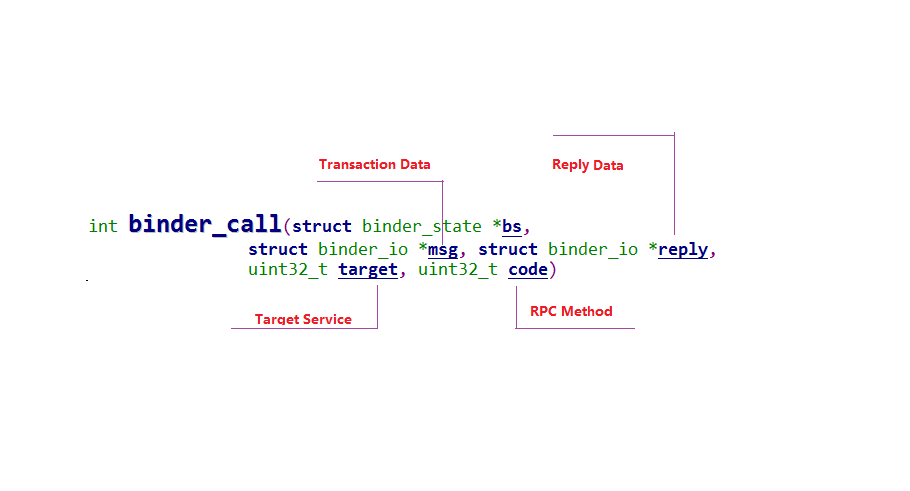 Transaction Data
Reply Data
int binder_call(struct binder_state *bs,
struct binder_io *msg, struct binder_io *reply,
uint32_t target, uint32_t code)
Target Service
RPC Method